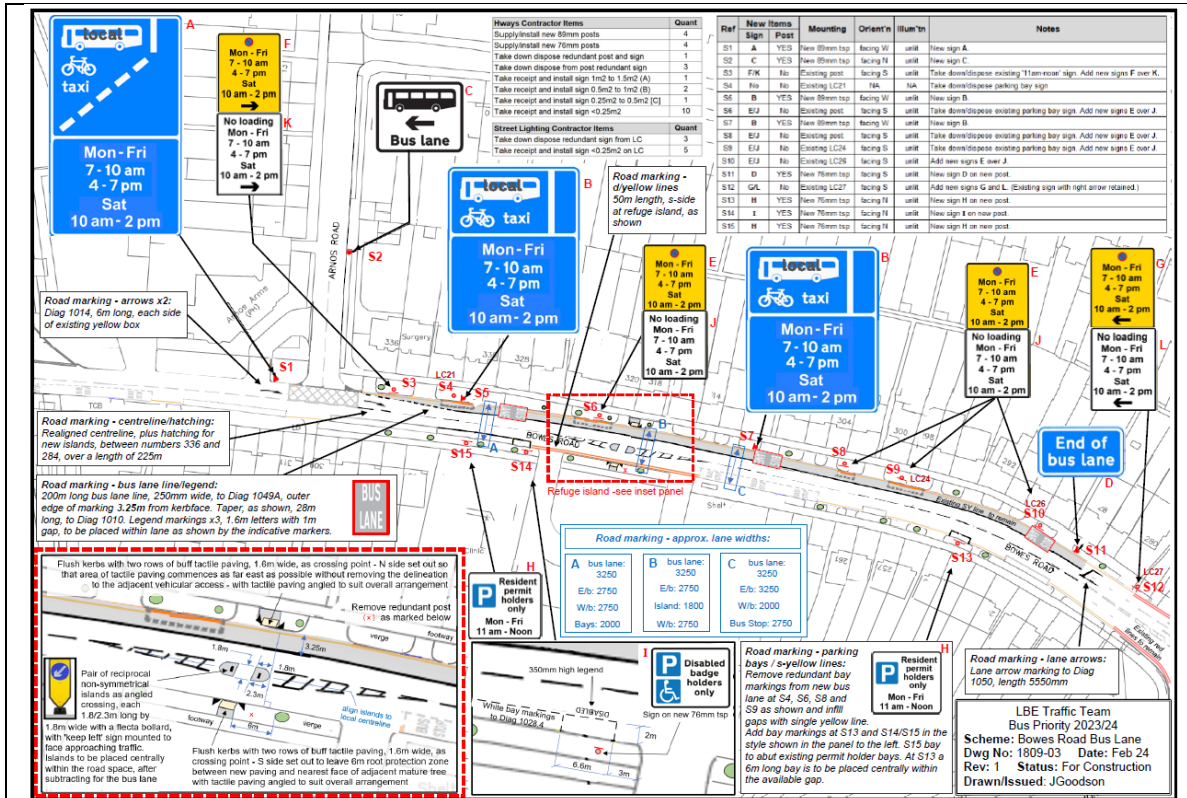 A
local
taxi
Mon - Fri
7 - 10 am
4 - 7 pm
Sat
10 am - 2 pm
F
Mon - Fri
7 - 10 am
4 - 7 pm
Sat
10 am - 2 pm
K
No loading
Mon - Fri
7 - 10 am
4 - 7 pm
Sat
10 am - 2 pm
C
Bus lane
Hways Contractor Items Quant
Supply/install new 89mm posts 4
Supply/install new 76mm posts 4
Take down redundant post and sign 1
Take down/dispose from post redundant sign 3
Take receipt and install sign 1m2 to 1.5m2 (A) 2
Take receipt and install sign 0.5m2 to 1m2 (B) 2
Take receipt and install sign 0.25m2 to 0.5m2 [C] 1
Take receipt and install sign <0.25m2 10
Street Lighting Contractor Items Quant
Take down/dispose redundant sign from LC 3
Take receipt and install sign <0.25m2 on LC 5
Ref New Items Mounting Orient'n Illum'tn Notes
Sign Post
S1 A YES New 89mm tsp facing W unlit New sign A.
S2 C YES New 89mm tsp facing N unlit New sign C.
S3 F/K No Existing post facing S unlit Take down/dispose existing '11am-noon' sign. Add new signs F over K.
S4 No No Existing LC21 NA NA Take down/dispose parking bay sign
S5 B YES New 89mm tsp facing W unlit New sign B.
S6 E/J No Existing post facing S unlit Take down/dispose existing parking bay sign. Add new signs E over J.
S7 B YES New 89mm tsp facing W unlit New sign B.
S8 E/J No Existing post facing S unlit Take down/dispose existing parking bay sign. Add new signs E over J.
S9 E/J No Existing LC24 facing S unlit Take down/dispose existing parking bay sign. Add new signs E over J.
S10 E/J No Existing LC26 facing S unlit Add new signs E over J.
S11 D YES New 76mm tsp facing S unlit New sign D on new post.
S12 G/L No Existing LC27 facing S unlit Add new signs G and L. (Existing sign with right arrow retained.)
S13 H YES New 76mm tsp facing N unlit New sign H on new post.
S14 I YES New 76mm tsp facing N unlit New sign I on new post.
S15 H YES New 76mm tsp facing N unlit New sign H on new post.
ARNOS ROAD
S2
B
local
taxi
Mon - Fri
7 - 10 am
4 - 7 pm
Sat
10 am - 2 pm
Road marking -
d/yellow lines
50m length, s-side
at refuge island, as
shown
E
Mon - Fri
7 - 10 am
4 - 7 pm
Sat
10 am - 2 pm
J
No loading
Mon - Fri
7 - 10 am
4 - 7 pm
Sat
10 am - 2 pm
B
local
taxi
Mon - Fri
7 - 10 am
4 - 7 pm
Sat
10 am - 2 pm
E
Mon - Fri
7 - 10 am
4 - 7 pm
Sat
10 am - 2 pm
J
No loading
Mon - Fri
7 - 10 am
4 - 7 pm
Sat
10 am - 2 pm
G
Mon - Fri
7 - 10 am
4 - 7 pm
Sat
10 am - 2 pm
L
No loading
Mon - Fri
7 - 10 am
4 - 7 pm
Sat
10 am - 2 pm
End of
bus lane
D
Road marking - arrows x2:
Diag 1014, 6m long, each side
of existing yellow box
Arnos Arms
(PH)
Surgery
336
330
328
320
318
304
300
298
292
280
S1
S3
LC21
S4
S5
S6
S7
S8
S9
LC24
LC26
S10
S11
LC27
S12
S13
S14
S15
TCB
A
B
C
BOWES ROAD
BOWES ROAD
Existing SY line to remain
Existing red
lines to remain
Refuge island -see inset panel
261
257
Road marking - centreline/hatching:
Realigned centreline, plus hatching for
new islands, between numbers 336 and
284, over a length of 225m
Road marking - bus lane line/legend:
200m long bus lane line, 250mm wide, to Diag 1049A, outer
edge of marking 3.25m from kerbface. Taper, as shown, 28m
long, to Diag 1010. Legend markings x3, 1.6m letters with 1m
gap, to be placed within lane as shown by the indicative markers.
BUS
LANE
Road marking - approx. lane widths:
A bus lane:
3250
E/b: 2750
W/b: 2750
Bays: 2000
B bus lane:
3250
E/b: 2750
Island: 1800
W/b: 2750
C bus lane:
3250
E/b: 3250
W/b: 2000
Bus Stop: 2750
Flush kerbs with two rows of buff tactile paving, 1.6m wide, as crossing point - N side set out so
that area of tactile paving commences as far east as possible without removing the delineation
to the adjacent vehicular access - with tactile paving angled to suit overall arrangement
Remove redundant post
(x) as marked below
verge
footway
1.8m
3.25m
1.8m
2.3m
align islands to
local centreline
footway
6m
verge
Pair of reciprocal
non-symmetrical
islands as angled
crossing, each
1.8/2.3m long by
1.8m wide with a flecta bollard,
with 'keep left' sign mounted to
face approaching traffic.
Islands to be placed centrally
within the road space, after
subtracting for the bus lane
Flush kerbs with two rows of buff tactile paving, 1.6m wide, as
crossing point - S side set out to leave 6m root protection zone
between new paving and nearest face of adjacent mature tree
with tactile paving angled to suit overall arrangement
H
P
Resident
permit
holders
only
Mon - Fri
11 am - Noon
I
P
Disabled
badge
holders
only
350mm high legend
DISABLED
Sign on new 76mm tsp
White bay markings
to Diag 1028.4
2m
6.6m
3m
Road marking - parking
bays / s-yellow lines:
Remove redundant bay
markings from new bus
lane at S4, S6, S8 and
S9 as shown and infill
gaps with single yellow line.
Add bay markings at S13 and S14/S15 in the
style shown in the panel to the left. S15 bay
to abut existing permit holder bays. At S13 a
6m long bay is to be placed centrally within
the available gap.
H
P
Resident
permit
holders
only
Mon - Fri
11 am - Noon
Road marking - lane arrows:
Lane arrow marking to Diag
1050, length 5550mm
LBE Traffic Team
Bus Priority 2023/24
Scheme: Bowes Road Bus Lane
Dwg No: 1809-03 Date: Feb 24
Rev: 1 Status: For Construction
Drawn/Issued: JGoodson